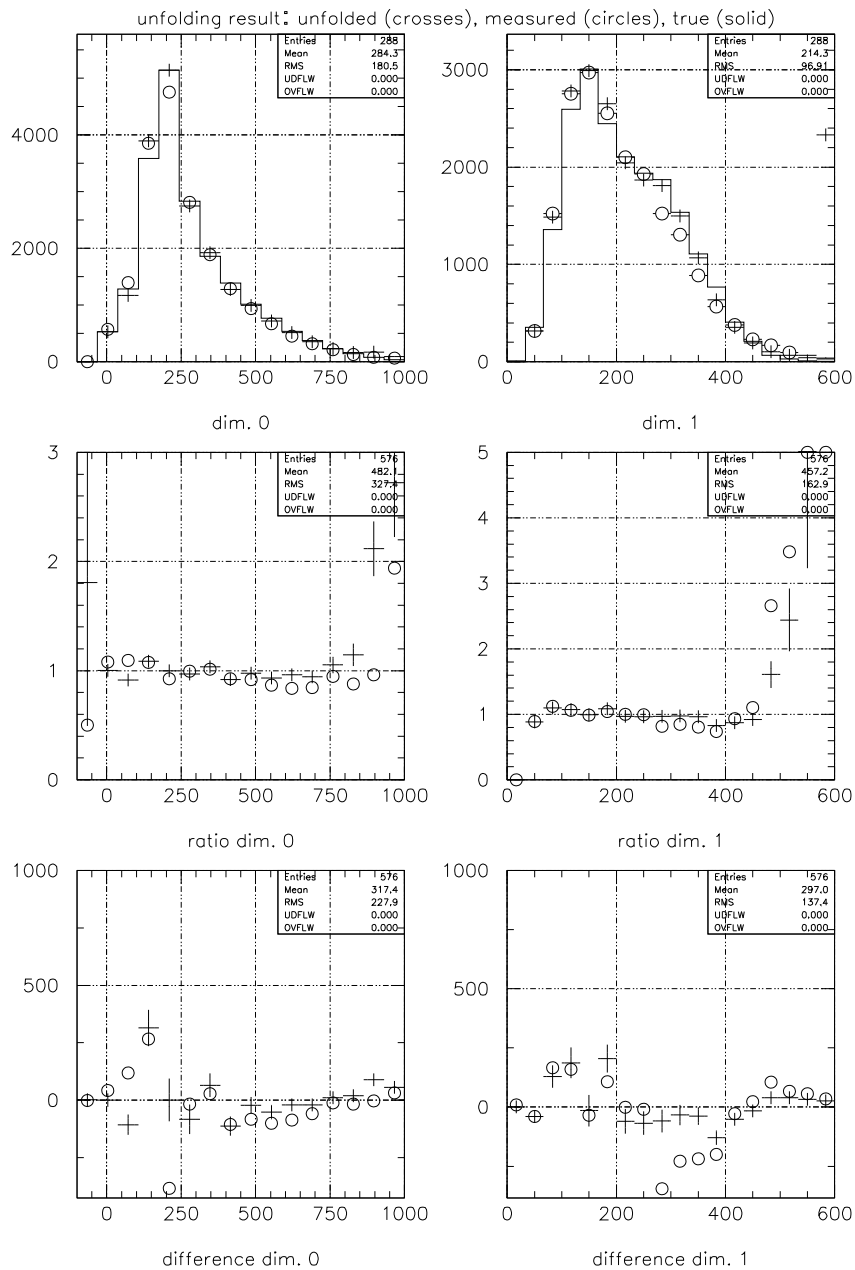 unfolding result: unfolded (crosses), measured (circles), true (solid)
Entries 288
Mean 284.3
RMS 180.5
UDFLW 0.000
OVFLW 0.000
4000
2000
0
0 250 500 750 1000
dim. 0
Entries 288
Mean 214.3
RMS 96.91
UDFLW 0.000
OVFLW 0.000
3000
2000
1000
0
0 200 400 600
dim. 1
Entries 576
Mean 482.1
RMS 327.4
UDFLW 0.000
OVFLW 0.000
3
2
1
0
0 250 500 750 1000
ratio dim. 0
Entries 576
Mean 457.2
RMS 162.9
UDFLW 0.000
OVFLW 0.000
5
4
3
2
1
0
0 200 400 600
ratio dim. 1
Entries 576
Mean 317.4
RMS 227.9
UDFLW 0.000
OVFLW 0.000
1000
500
0
0 250 500 750 1000
difference dim. 0
Entries 576
Mean 297.0
RMS 137.4
UDFLW 0.000
OVFLW 0.000
1000
500
0
0 200 400 600
difference dim. 1